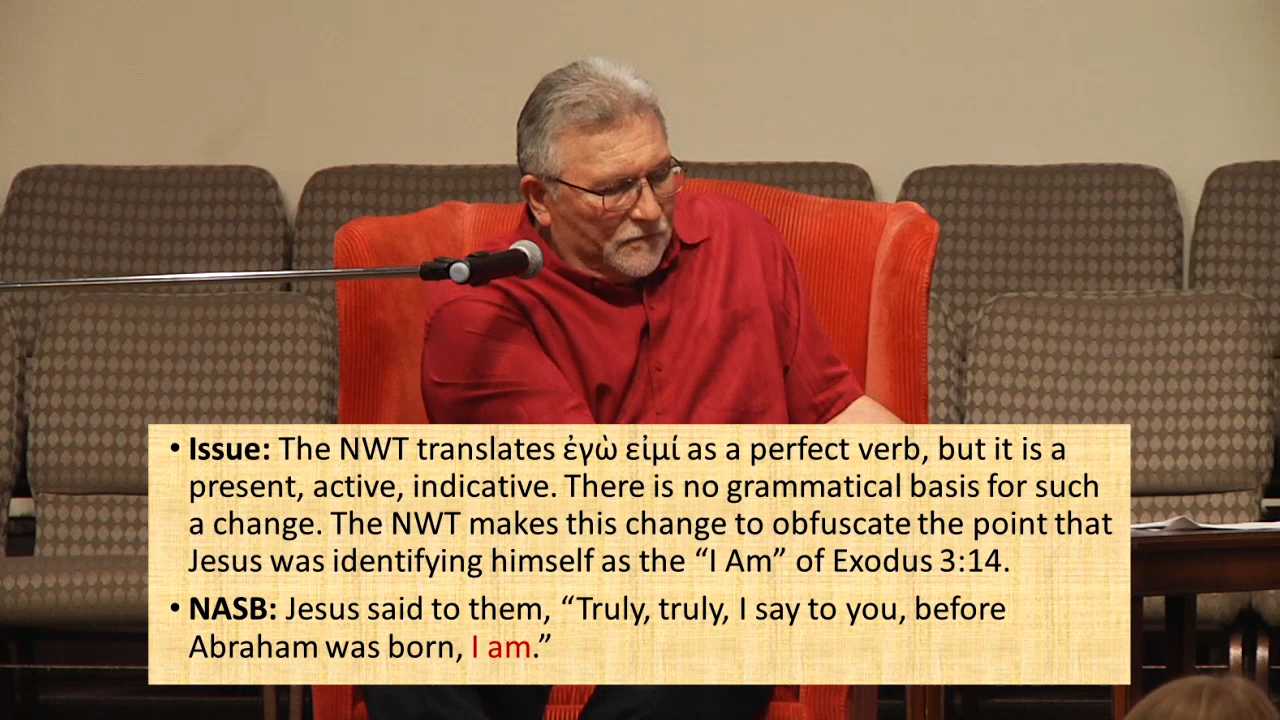 • Issue: The NWT translates ἐγὼ εἰμί as a perfect verb, but it is a
present, active, indicative. There is no grammatical basis for such
a change. The NWT makes this change to obfuscate the point that
Jesus was identifying himself as the “I Am” of Exodus 3:14.
• NASB: Jesus said to them, “Truly, truly, I say to you, before
Abraham was born, I am.”